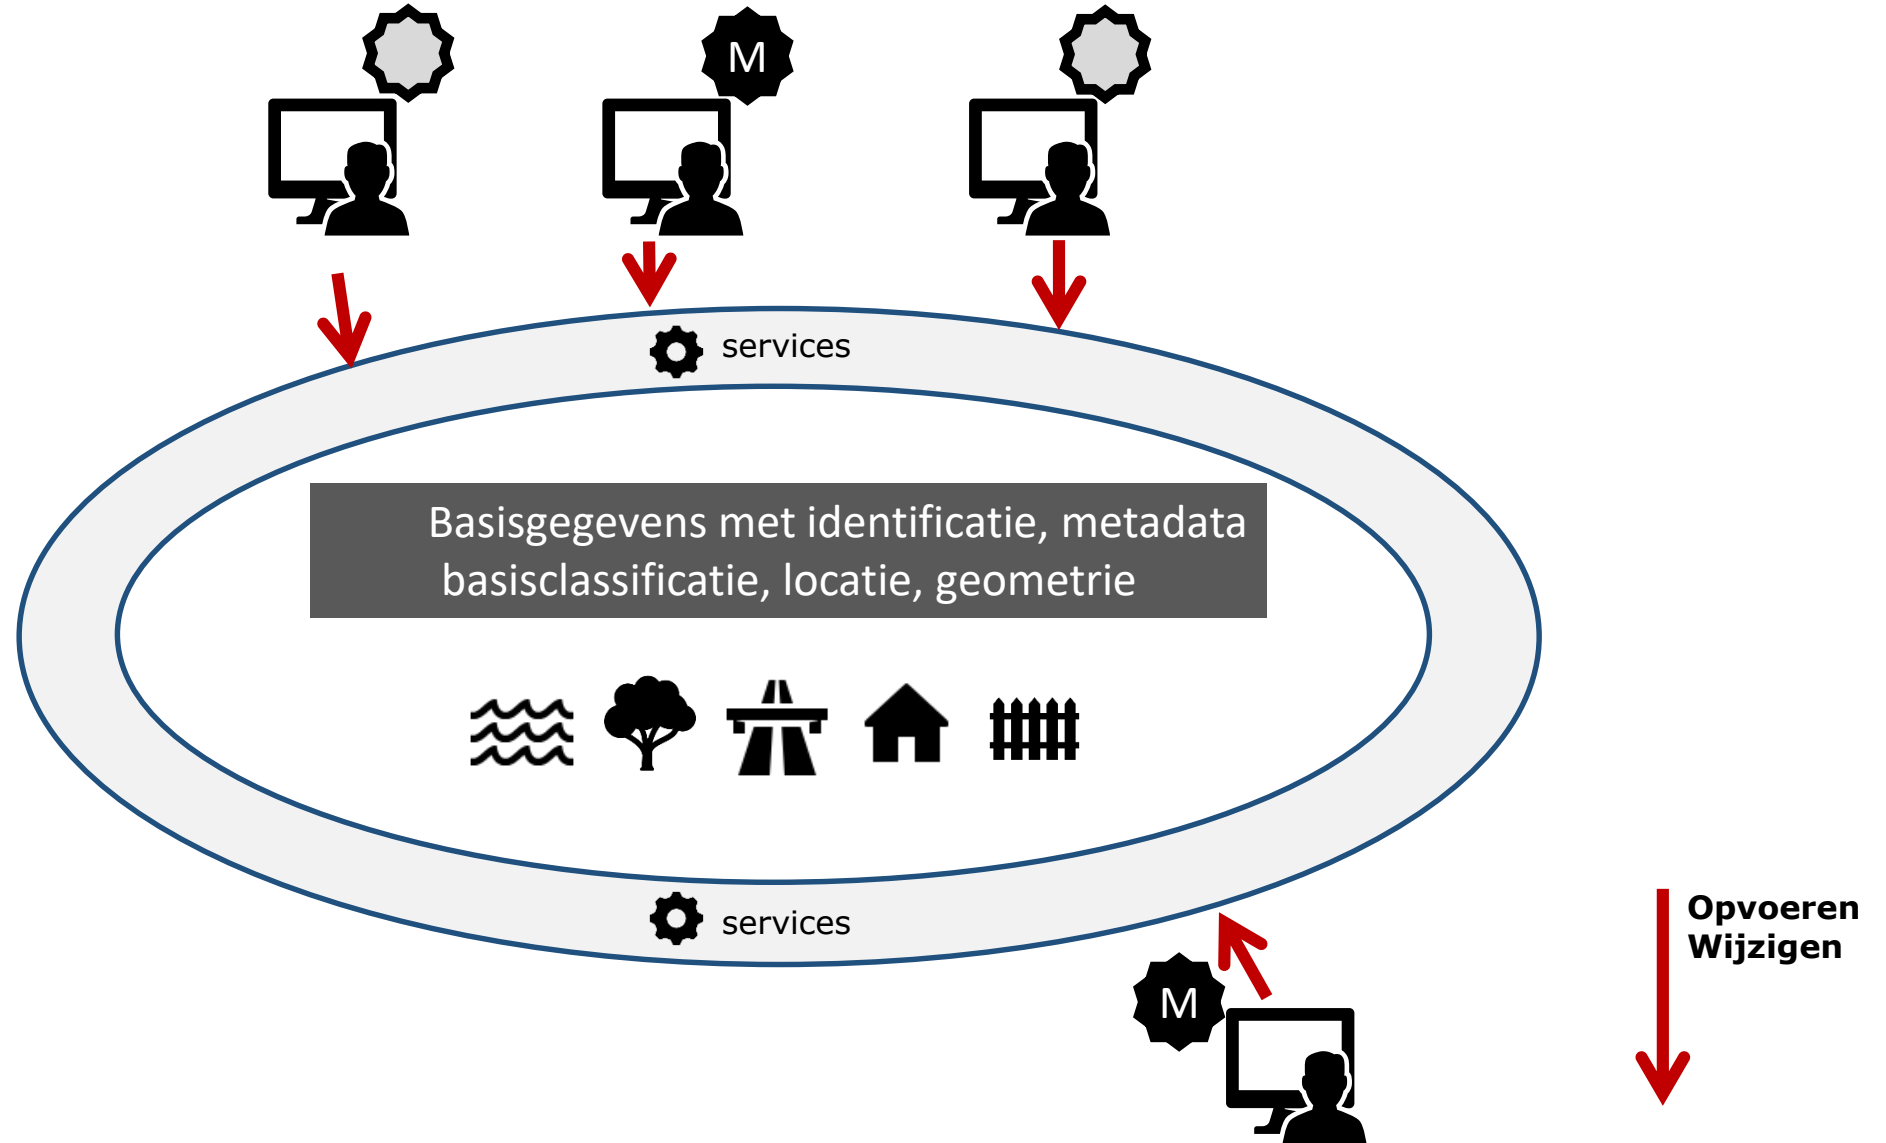 M
services
Basisgegevens met identificatie, metadata
basisclassificatie, locatie, geometrie
services
Opvoeren
Wijzigen
M